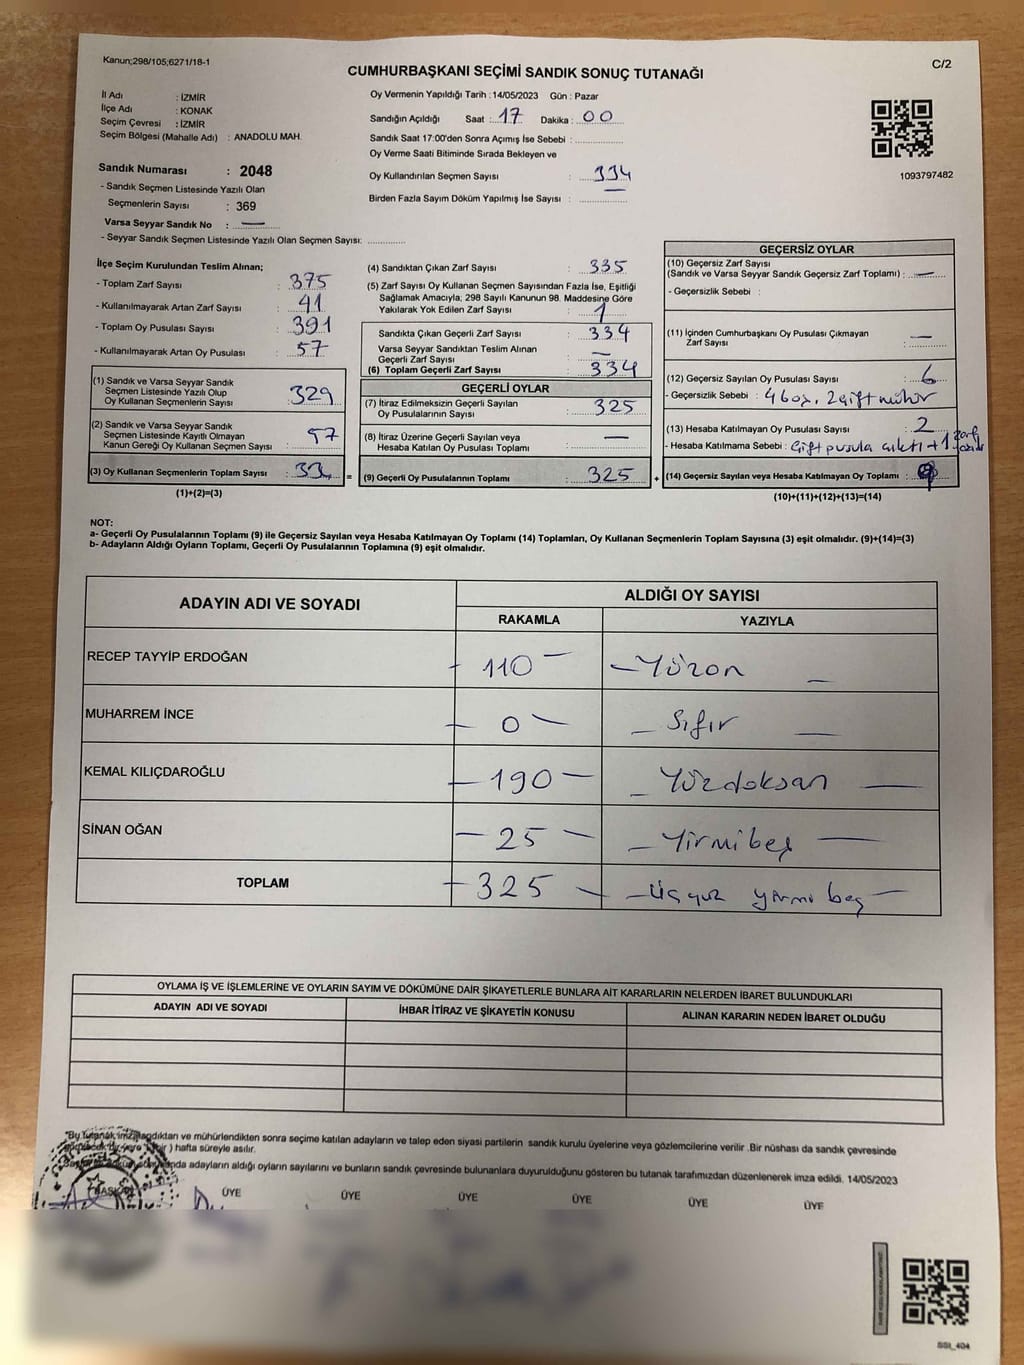 Kanun;298/105;6271/18-1
C/2
CUMHURBAŞKANI SEÇİMİ SANDIK SONUÇ TUTANAĞI
İl Adı : İZMİR
İlçe Adı : KONAK
Seçim Çevresi : İZMİR
Seçim Bölgesi (Mahalle Adı) : ANADOLU MAH.
Sandık Numarası : 2048
- Sandık Seçmen Listesinde Yazılı Olan
Seçmenlerin Sayısı : 369
Varsa Seyyar Sandık No : —
- Seyyar Sandık Seçmen Listesinde Yazılı Olan Seçmen Sayısı: ..............
Oy Vermenin Yapıldığı Tarih :14/05/2023 Gün : Pazar
Sandığın Açıldığı Saat : 17 Dakika : 00
Sandık Saat 17:00'den Sonra Açımış İse Sebebi : ..............
Oy Verme Saati Bitiminde Sırada Bekleyen ve
Oy Kullandırılan Seçmen Sayısı : 334
Birden Fazla Sayım Döküm Yapılmış İse Sayısı : ..............
1093797482
İlçe Seçim Kurulundan Teslim Alınan;
- Toplam Zarf Sayısı : 375
- Kullanılmayarak Artan Zarf Sayısı : 41
- Toplam Oy Pusulası Sayısı : 391
- Kullanılmayarak Artan Oy Pusulası : 57
(1) Sandık ve Varsa Seyyar Sandık
Seçmen Listesinde Yazılı Olup
Oy Kullanan Seçmenlerin Sayısı : 329
(2) Sandık ve Varsa Seyyar Sandık
Seçmen Listesinde Kayıtlı Olmayan
Kanun Gereği Oy Kullanan Seçmen Sayısı :
(3) Oy Kullanan Seçmenlerin Toplam Sayısı :
(1)+(2)=(3)
(4) Sandıktan Çıkan Zarf Sayısı : 335
(5) Zarf Sayısı Oy Kullanan Seçmen Sayısından Fazla İse, Eşitliği
Sağlamak Amacıyla; 298 Sayılı Kanunun 98. Maddesine Göre
Yakılarak Yok Edilen Zarf Sayısı : 1
Sandıkta Çıkan Geçerli Zarf Sayısı : 334
Varsa Seyyar Sandıktan Teslim Alınan
Geçerli Zarf Sayısı : —
(6) Toplam Geçerli Zarf Sayısı : 334
GEÇERLİ OYLAR
(7) İtiraz Edilmeksizin Geçerli Sayılan
Oy Pusulalarının Sayısı : 325
(8) İtiraz Üzerine Geçerli Sayılan veya
Hesaba Katılan Oy Pusulası Toplamı : —
(9) Geçerli Oy Pusulalarının Toplamı : 325
GEÇERSİZ OYLAR
(10) Geçersiz Zarf Sayısı
(Sandık ve Varsa Seyyar Sandık Geçersiz Zarf Toplamı) : —
- Geçersizlik Sebebi :
(11) İçinden Cumhurbaşkanı Oy Pusulası Çıkmayan
Zarf Sayısı : —
(12) Geçersiz Sayılan Oy Pusulası Sayısı : 6
- Geçersizlik Sebebi : 4 boş, 2 çift mühür
(13) Hesaba Katılmayan Oy Pusulası Sayısı : 2
- Hesaba Katılmama Sebebi : Çift pusula çıktı + 1 zarf
(14) Geçersiz Sayılan veya Hesaba Katılmayan Oy Toplamı :
(10)+(11)+(12)+(13)=(14)
NOT:
a- Geçerli Oy Pusulalarının Toplamı (9) ile Geçersiz Sayılan veya Hesaba Katılmayan Oy Toplamı (14) Toplamları, Oy Kullanan Seçmenlerin Toplam Sayısına (3) eşit olmalıdır. (9)+(14)=(3)
b- Adayların Aldığı Oyların Toplamı, Geçerli Oy Pusulalarının Toplamına (9) eşit olmalıdır.
ADAYIN ADI VE SOYADI
ALDIĞI OY SAYISI
RAKAMLA YAZIYLA
RECEP TAYYİP ERDOĞAN - 110 - - Yüzon -
MUHARREM İNCE - 0 - - Sıfır -
KEMAL KILIÇDAROĞLU - 190 - - Yüzdoksan -
SİNAN OĞAN - 25 - - Yirmibeş -
TOPLAM - 325 - - Üçyüz yirmi beş -
OYLAMA İŞ VE İŞLEMLERİNE VE OYLARIN SAYIM VE DÖKÜMÜNE DAİR ŞİKAYETLERLE BUNLARA AİT KARARLARIN NELERDEN İBARET BULUNDUKLARI
ADAYIN ADI VE SOYADI İHBAR İTİRAZ VE ŞİKAYETİN KONUSU ALINAN KARARIN NEDEN İBARET OLDUĞU
"Bu tutanak imzalandıktan ve mühürlendikten sonra seçime katılan adayların ve talep eden siyasi partilerin sandık kurulu üyelerine veya gözlemcilerine verilir .Bir nüshası da sandık çevresinde
) hafta süreyle asılır.
adayların aldığı oyların sayılarını ve bunların sandık çevresinde bulunanlara duyurulduğunu gösteren bu tutanak tarafımızdan düzenlenerek imza edildi. 14/05/2023
BAŞKAN ÜYE ÜYE ÜYE ÜYE ÜYE ÜYE
SSI_404